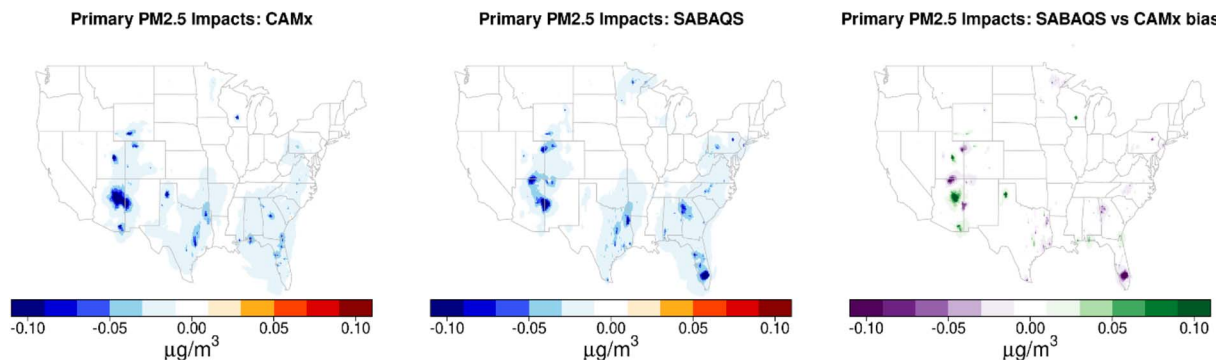 Primary PM2.5 Impacts: CAMx
Primary PM2.5 Impacts: SABAQS
Primary PM2.5 Impacts: SABAQS vs CAMx bias
-0.10 -0.05 0.00 0.05 0.10
μg/m³
-0.10 -0.05 0.00 0.05 0.10
μg/m³
-0.10 -0.05 0.00 0.05 0.10
μg/m³